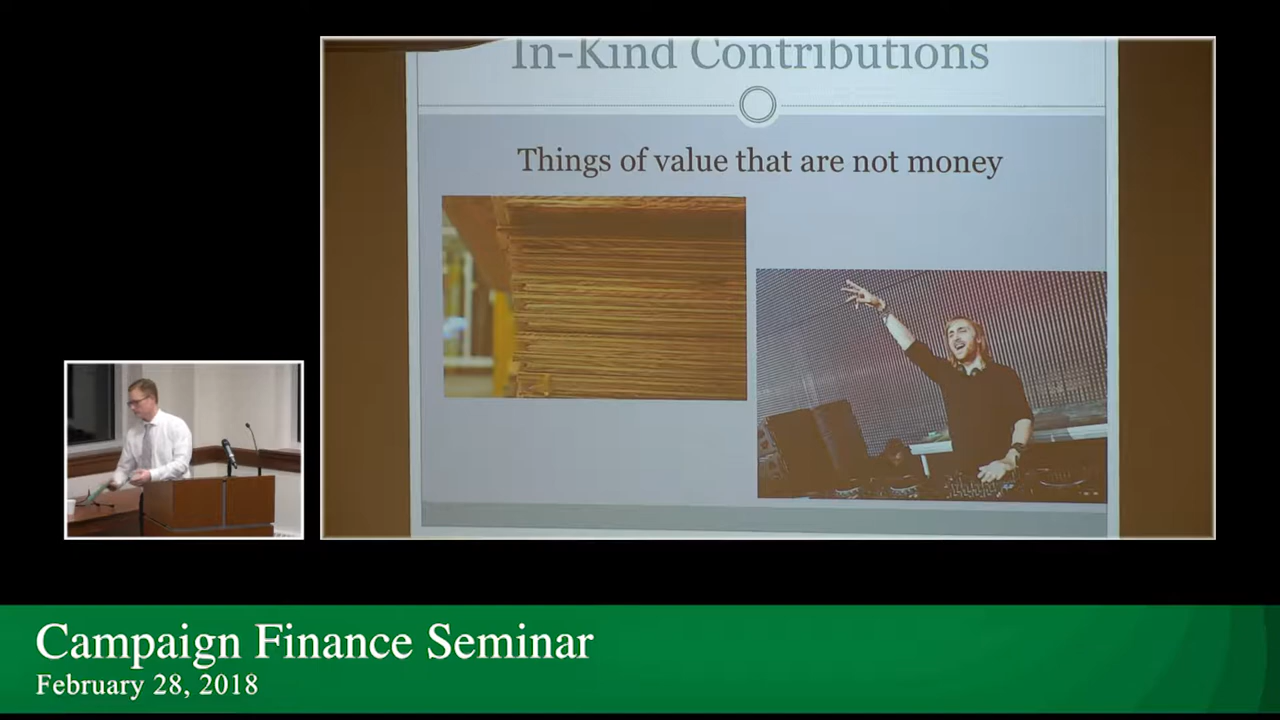 In-Kind Contributions
Things of value that are not money
Campaign Finance Seminar
February 28, 2018